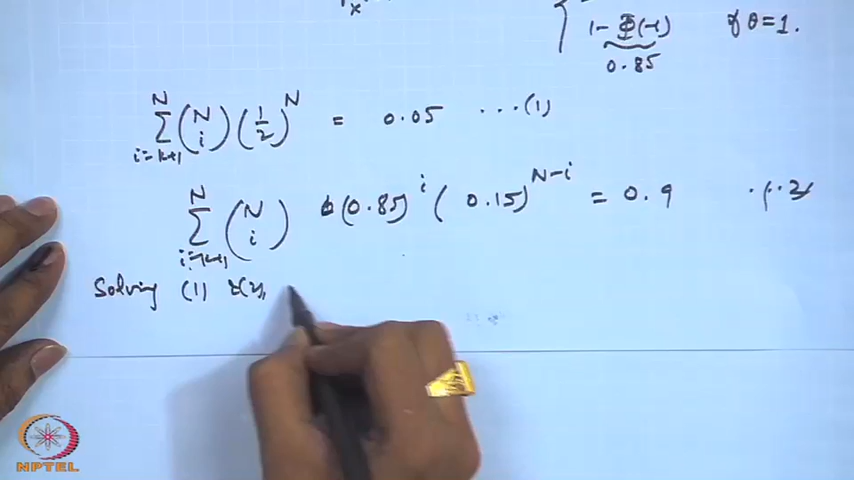 1 - Φ(-1) if θ=1.
0.85
N
Σ (N i) (1/2)^N = 0.05 ...(1)
i=k+1
N
Σ (N i) (0.85)^i (0.15)^{N-i} = 0.9 ...2
i=k+1
Solving (1) & (2),
NPTEL